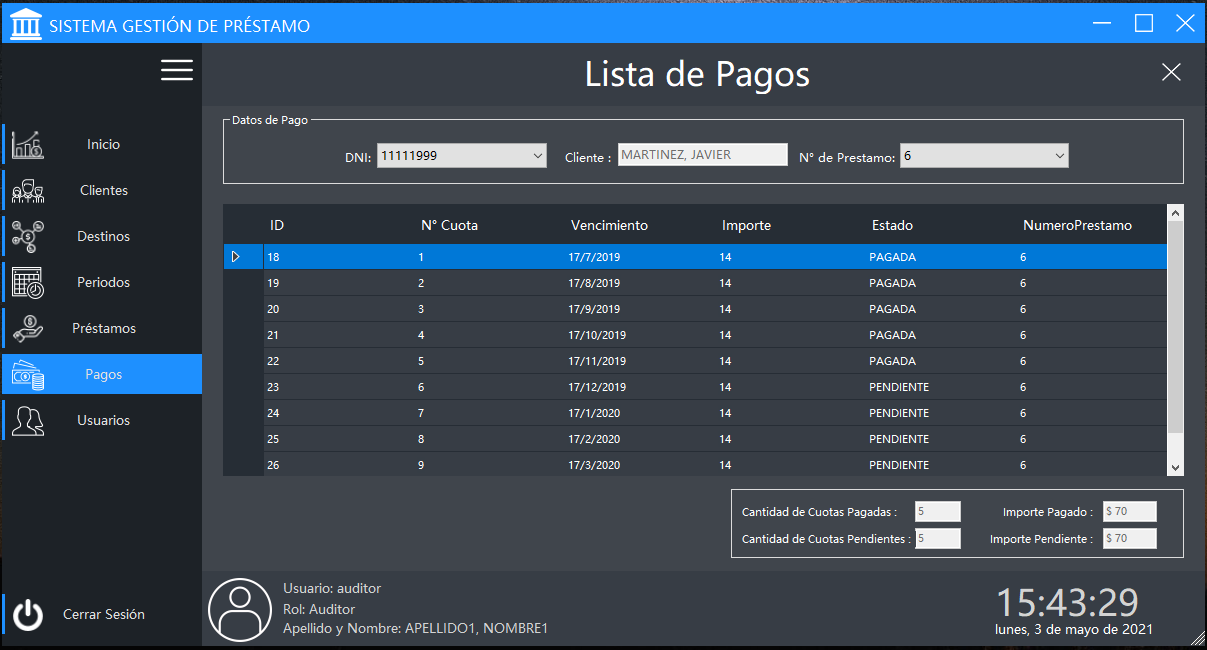 SISTEMA GESTIÓN DE PRÉSTAMO
Lista de Pagos
Inicio
Clientes
Destinos
Periodos
Préstamos
Pagos
Usuarios
Cerrar Sesión
Datos de Pago
DNI: 11111999 Cliente : MARTINEZ, JAVIER N° de Prestamo: 6
ID N° Cuota Vencimiento Importe Estado NumeroPrestamo
18 1 17/7/2019 14 PAGADA 6
19 2 17/8/2019 14 PAGADA 6
20 3 17/9/2019 14 PAGADA 6
21 4 17/10/2019 14 PAGADA 6
22 5 17/11/2019 14 PAGADA 6
23 6 17/12/2019 14 PENDIENTE 6
24 7 17/1/2020 14 PENDIENTE 6
25 8 17/2/2020 14 PENDIENTE 6
26 9 17/3/2020 14 PENDIENTE 6
Cantidad de Cuotas Pagadas : 5 Importe Pagado : $ 70
Cantidad de Cuotas Pendientes : 5 Importe Pendiente : $ 70
Usuario: auditor
Rol: Auditor
Apellido y Nombre: APELLIDO1, NOMBRE1
15:43:29
lunes, 3 de mayo de 2021